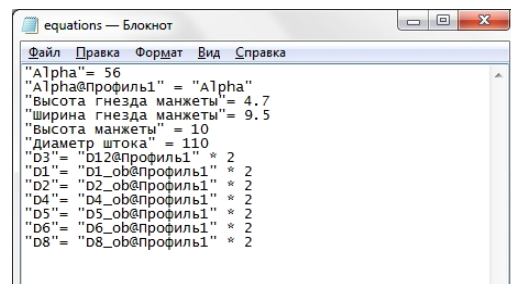 equations — Блокнот
Файл Правка Формат Вид Справка
"Alpha"= 56
"Alpha@Профиль1" = "Alpha"
"Высота гнезда манжеты"= 4.7
"Ширина гнезда манжеты"= 9.5
"Высота манжеты" = 10
"Диаметр штока" = 110
"D3"= "D12@Профиль1" * 2
"D1"= "D1_ob@Профиль1" * 2
"D2"= "D2_ob@Профиль1" * 2
"D4"= "D4_ob@Профиль1" * 2
"D5"= "D5_ob@Профиль1" * 2
"D6"= "D6_ob@Профиль1" * 2
"D8"= "D8_ob@Профиль1" * 2